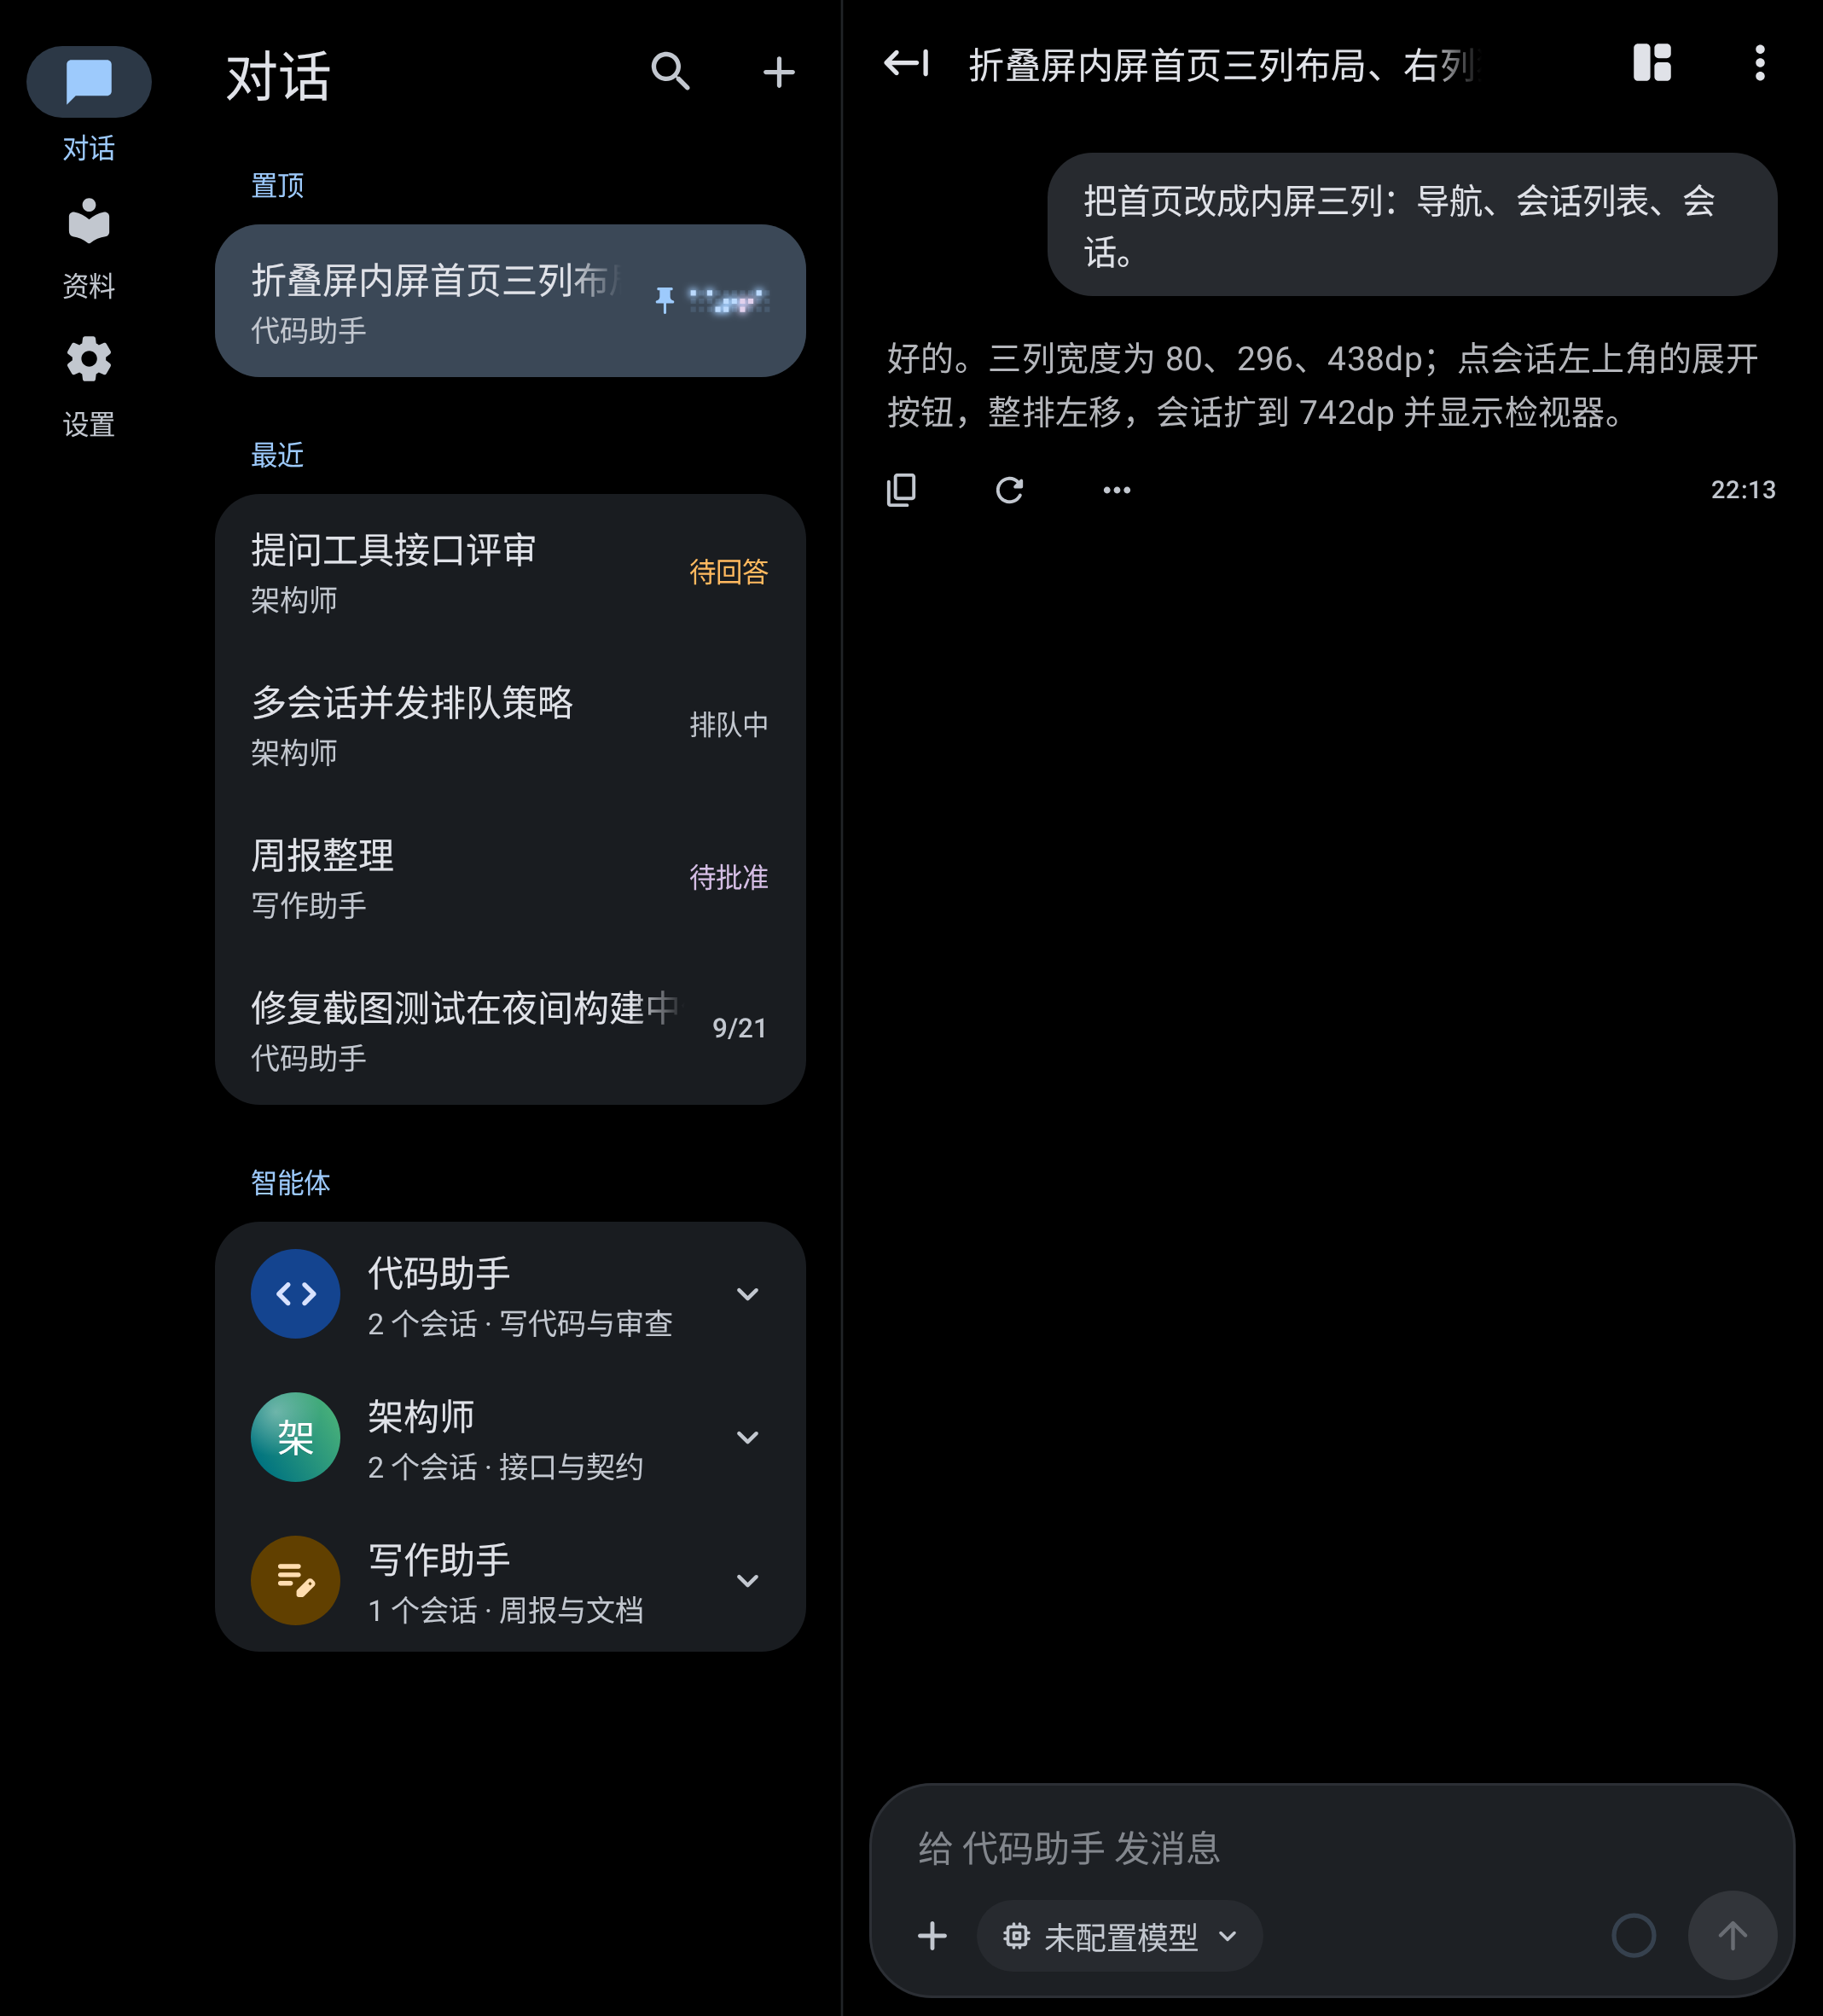 对话
资料
设置
对话
置顶
折叠屏内屏首页三列布
代码助手
最近
提问工具接口评审
架构师
待回答
多会话并发排队策略
架构师
排队中
周报整理
写作助手
待批准
修复截图测试在夜间构建中
代码助手
9/21
智能体
代码助手
2 个会话 · 写代码与审查
架
架构师
2 个会话 · 接口与契约
写作助手
1 个会话 · 周报与文档
折叠屏内屏首页三列布局、右列
把首页改成内屏三列：导航、会话列表、会
话。
好的。三列宽度为 80、296、438dp；点会话左上角的展开
按钮，整排左移，会话扩到 742dp 并显示检视器。
22:13
给 代码助手 发消息
未配置模型